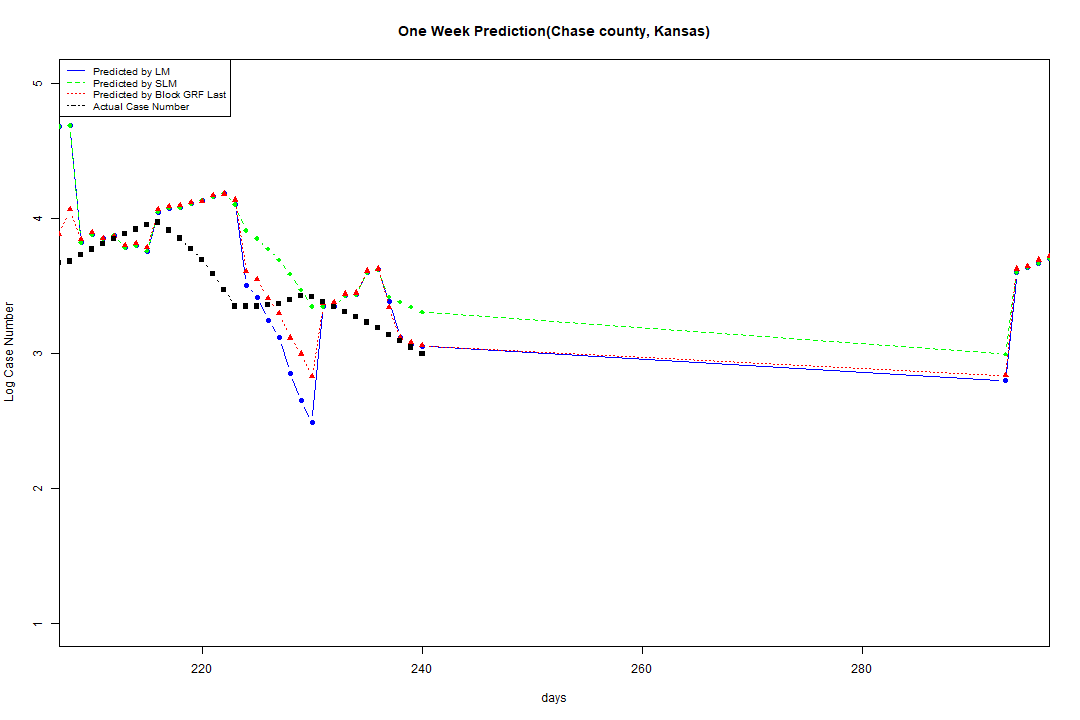 One Week Prediction(Chase county, Kansas)
Predicted by LM
Predicted by SLM
Predicted by Block GRF Last
Actual Case Number
5
4
3
2
1
Log Case Number
220
240
260
280
days